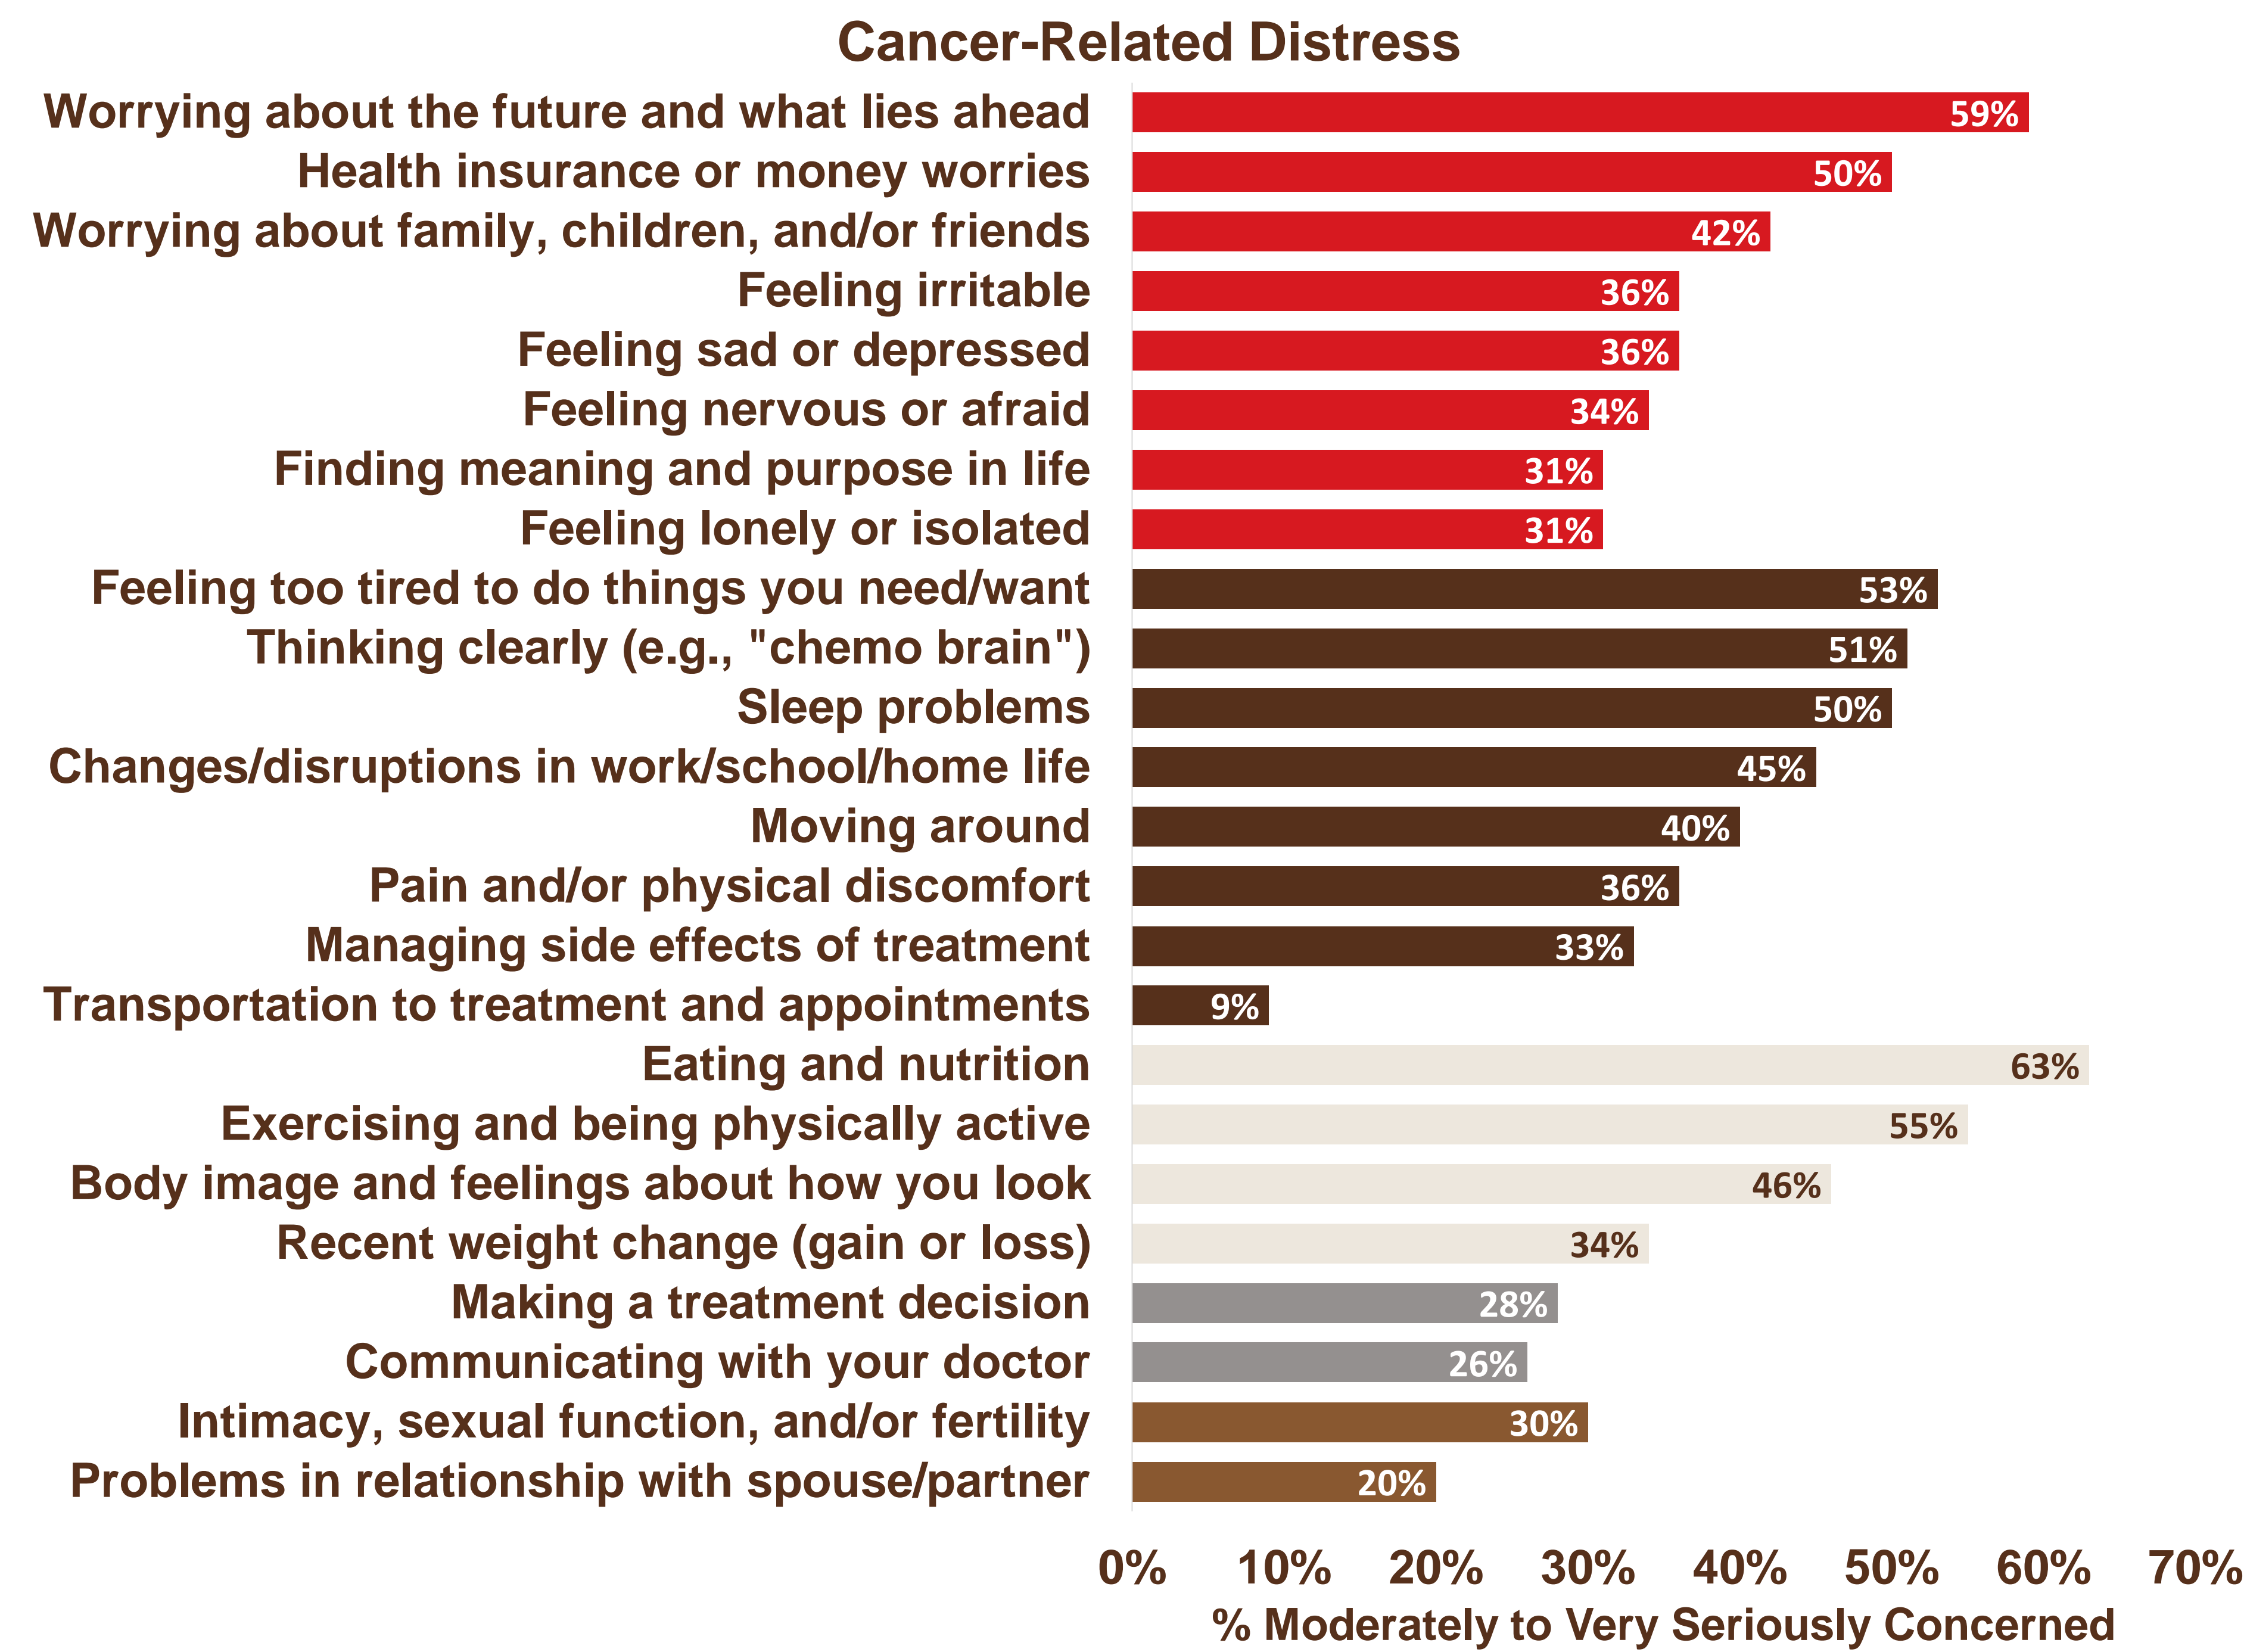 Cancer-Related Distress
Worrying about the future and what lies ahead 59%
Health insurance or money worries 50%
Worrying about family, children, and/or friends 42%
Feeling irritable 36%
Feeling sad or depressed 36%
Feeling nervous or afraid 34%
Finding meaning and purpose in life 31%
Feeling lonely or isolated 31%
Feeling too tired to do things you need/want 53%
Thinking clearly (e.g., "chemo brain") 51%
Sleep problems 50%
Changes/disruptions in work/school/home life 45%
Moving around 40%
Pain and/or physical discomfort 36%
Managing side effects of treatment 33%
Transportation to treatment and appointments 9%
Eating and nutrition 63%
Exercising and being physically active 55%
Body image and feelings about how you look 46%
Recent weight change (gain or loss) 34%
Making a treatment decision 28%
Communicating with your doctor 26%
Intimacy, sexual function, and/or fertility 30%
Problems in relationship with spouse/partner 20%
0% 10% 20% 30% 40% 50% 60% 70%
% Moderately to Very Seriously Concerned